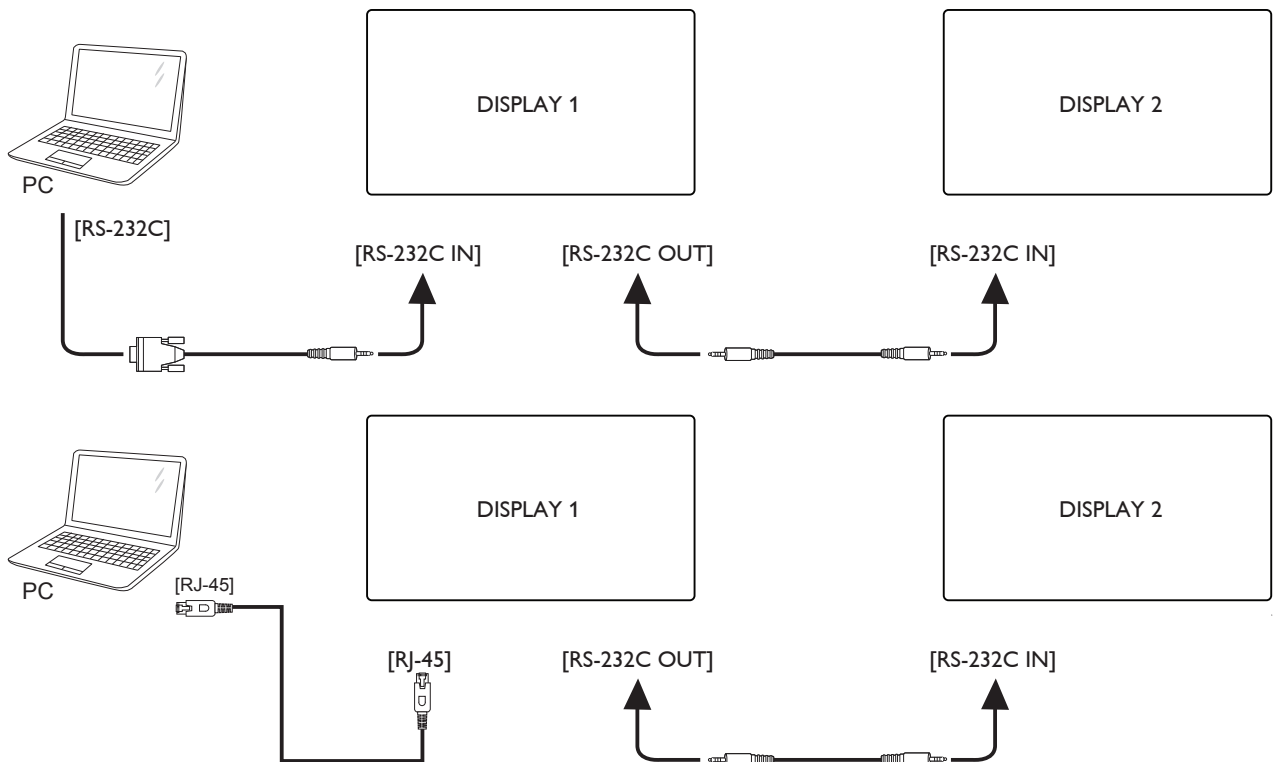 DISPLAY 1
DISPLAY 2
PC
[RS-232C]
[RS-232C IN]
[RS-232C OUT]
[RS-232C IN]
DISPLAY 1
DISPLAY 2
PC
[RJ-45]
[RJ-45]
[RS-232C OUT]
[RS-232C IN]